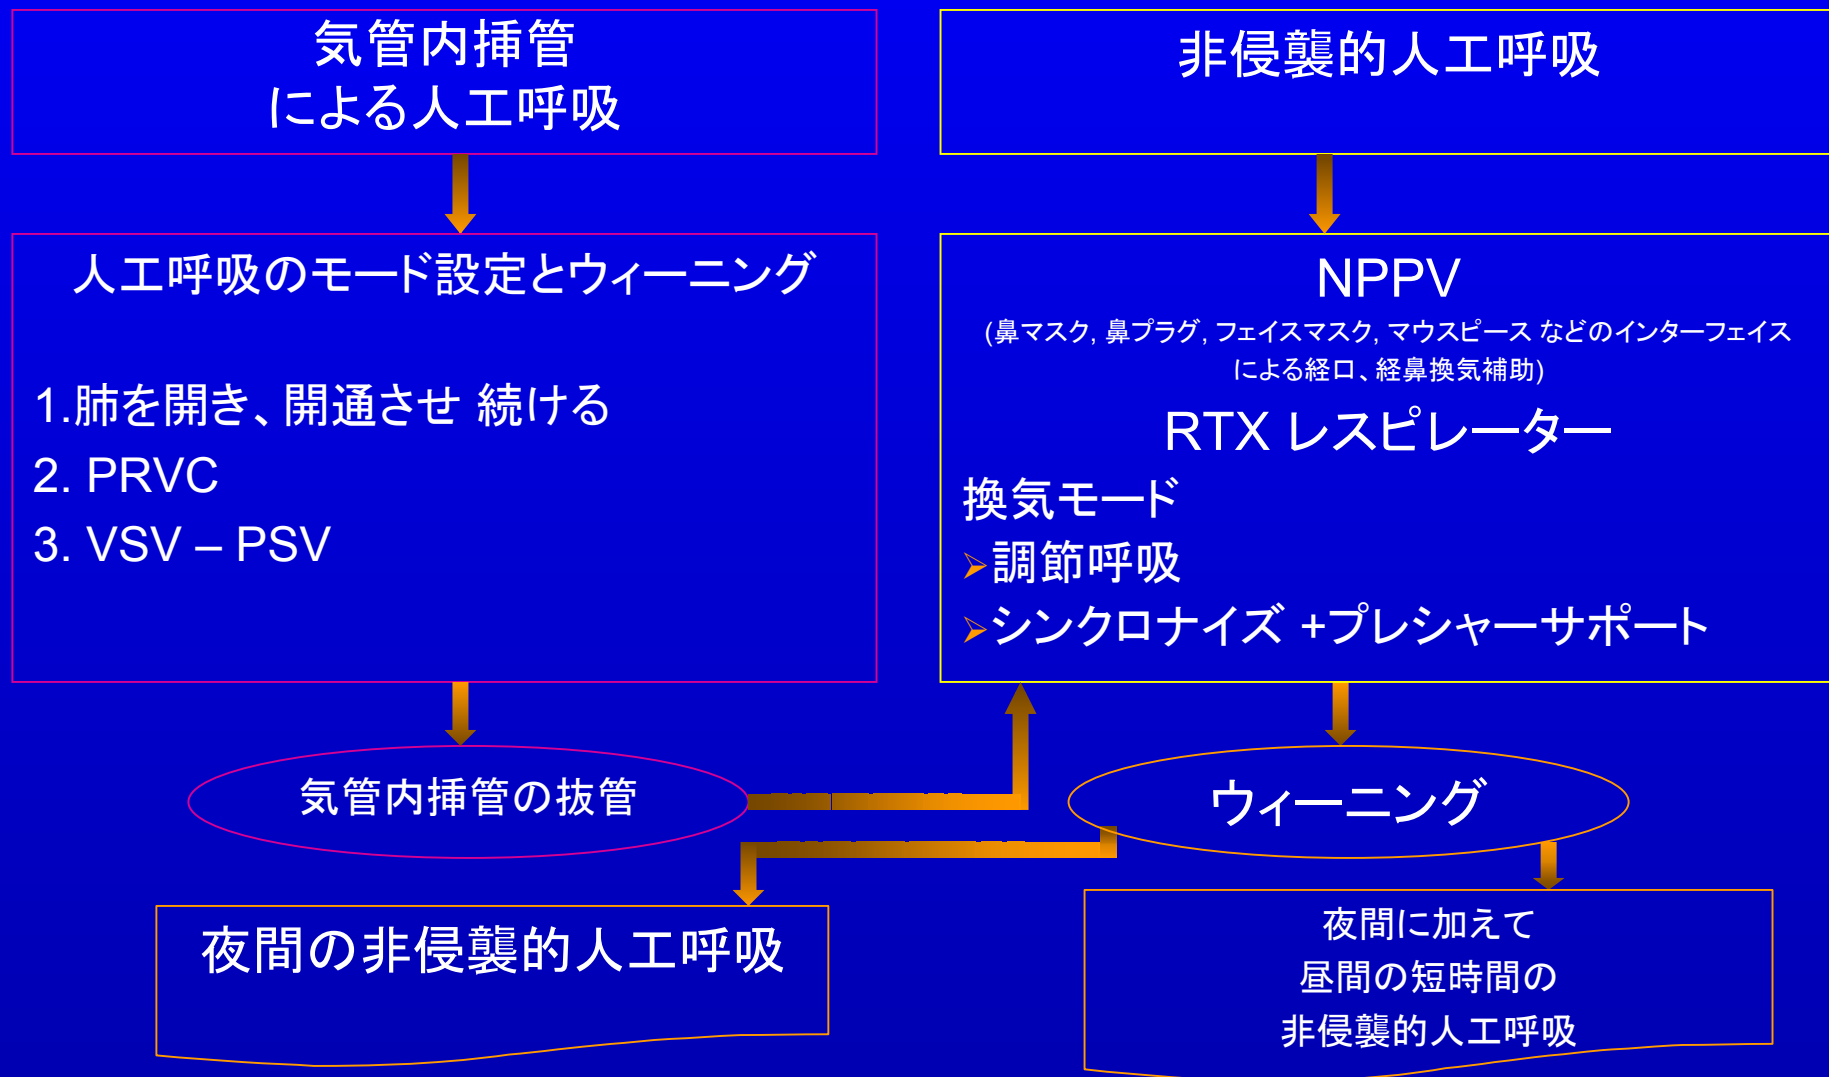 気管内挿管
による人工呼吸
非侵襲的人工呼吸
人工呼吸のモード設定とウィーニング
1.肺を開き、開通させ 続ける
2. PRVC
3. VSV – PSV
NPPV
(鼻マスク, 鼻プラグ, フェイスマスク, マウスピース などのインターフェイス
による経口、経鼻換気補助)
RTX レスピレーター
換気モード
➢調節呼吸
➢シンクロナイズ +プレシャーサポート
気管内挿管の抜管
ウィーニング
夜間の非侵襲的人工呼吸
夜間に加えて
昼間の短時間の
非侵襲的人工呼吸